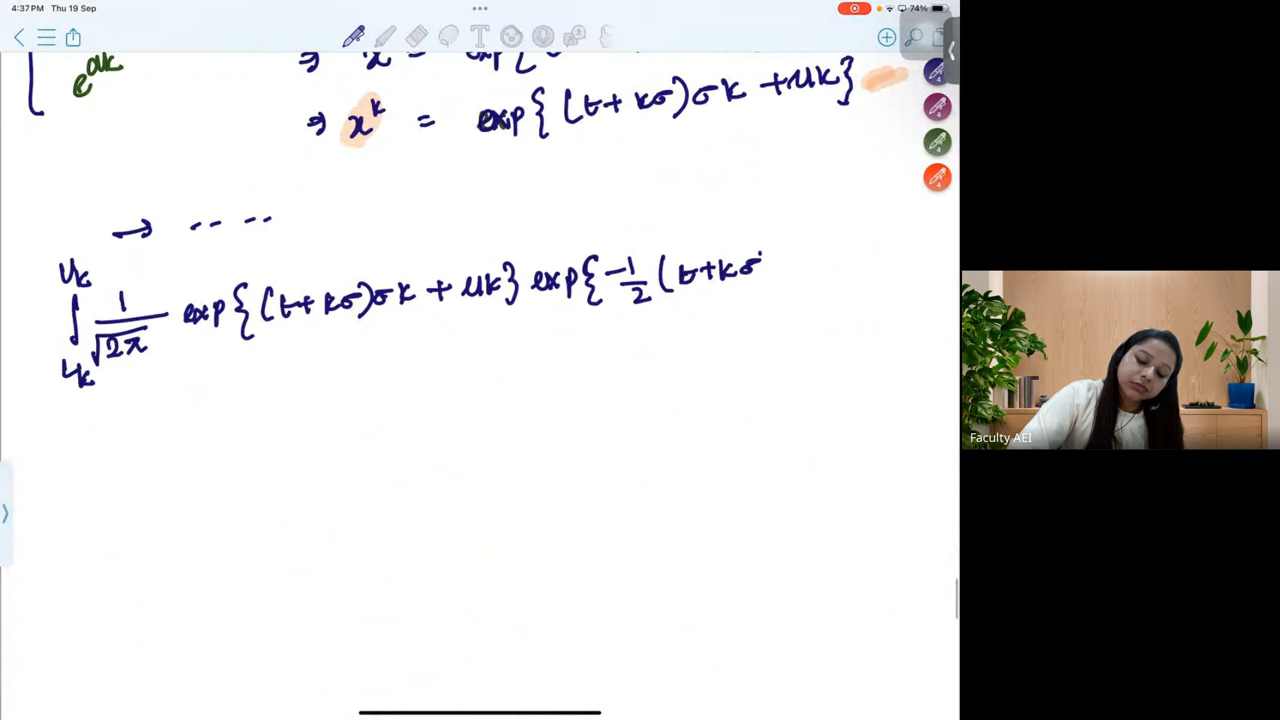 4:37 PM Thu 19 Sep
74%
e^{αk}
⇒ x^k = exp{(t+kσ)σk +μk}
→ -- --
∫_{L_k}^{U_k} 1/√2π exp{(t+kσ)σk + μk} exp{-1/2 (t+kσ
Faculty AEI